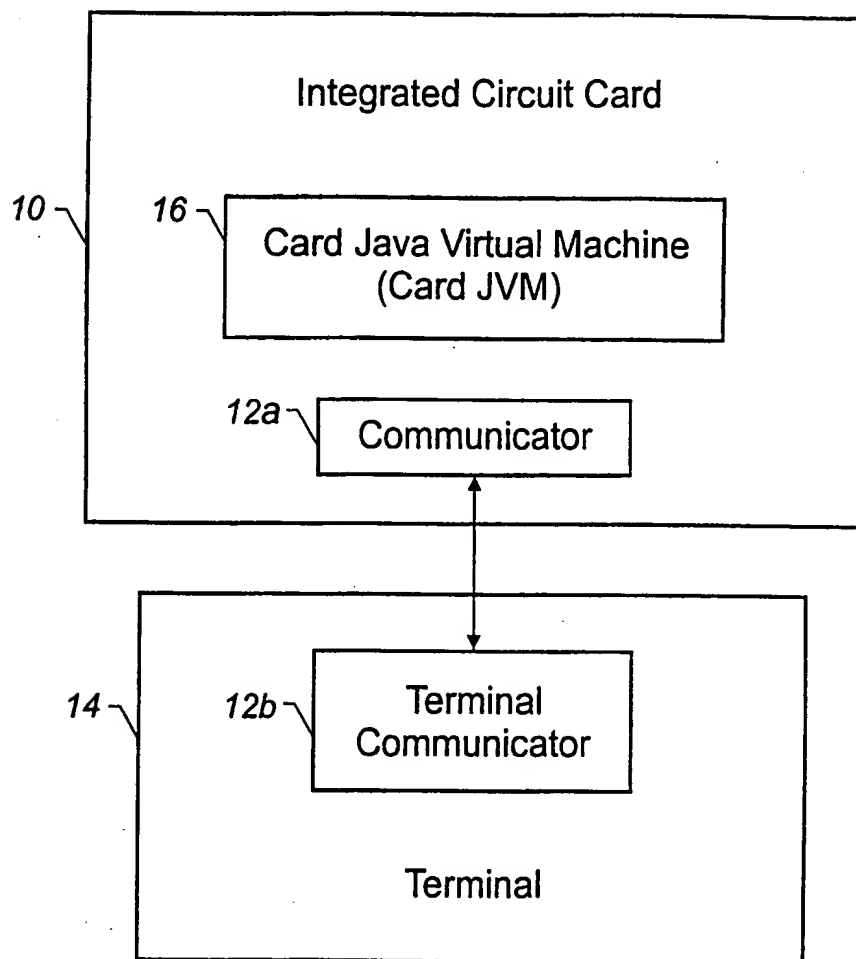 Integrated Circuit Card
10
16
Card Java Virtual Machine
(Card JVM)
12a
Communicator
14
12b
Terminal
Communicator
Terminal